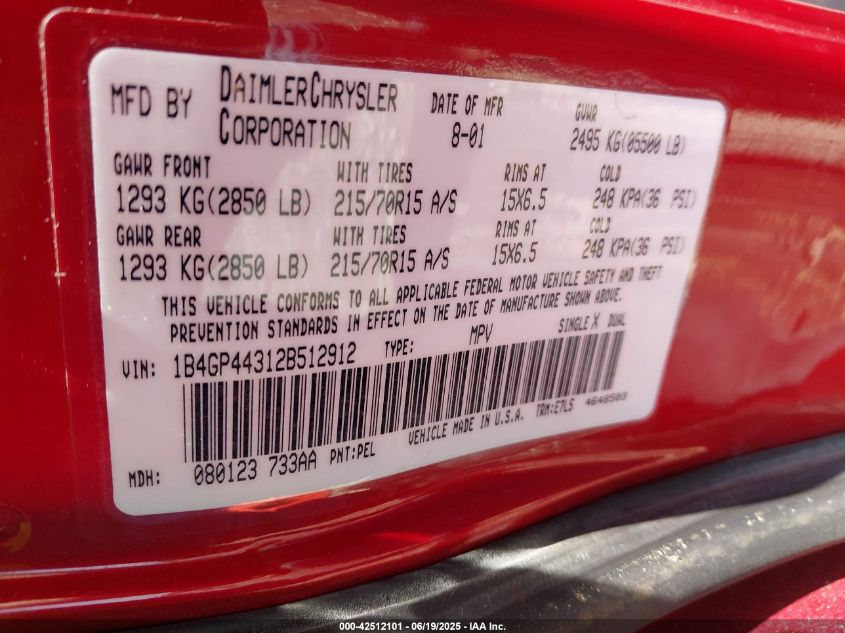 MFD BY DAIMLERCHRYSLER CORPORATION DATE OF MFR 8-01 GVWR 2495 KG(05500 LB)
GAWR FRONT WITH TIRES RIMS AT COLD
1293 KG(2850 LB) 215/70R15 A/S 15X6.5 248 KPA(36 PSI)
GAWR REAR WITH TIRES RIMS AT COLD
1293 KG(2850 LB) 215/70R15 A/S 15X6.5 248 KPA(36 PSI)
THIS VEHICLE CONFORMS TO ALL APPLICABLE FEDERAL MOTOR VEHICLE SAFETY AND THEFT
PREVENTION STANDARDS IN EFFECT ON THE DATE OF MANUFACTURE SHOWN ABOVE.
VIN: 1B4GP44312B512912 TYPE: MPV SINGLE X DUAL
MDH: 080123 733AA PNT:PEL VEHICLE MADE IN U.S.A. TRM:E7L5 4648503
000-42512101 - 06/19/2025 - IAA Inc.